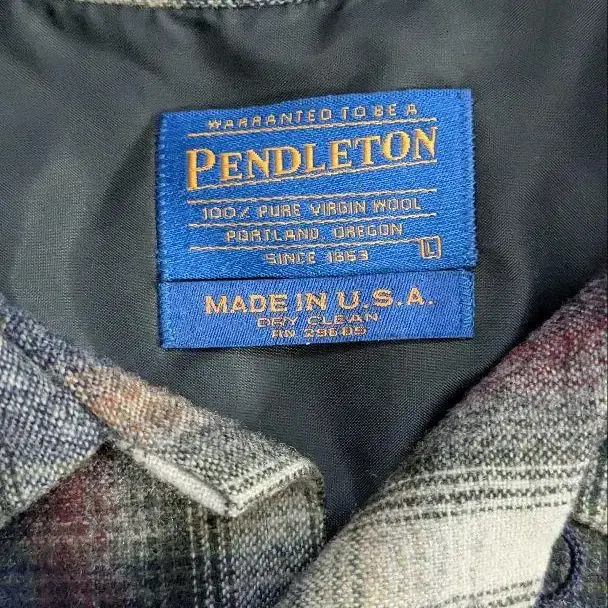 WARRANTED TO BE A
PENDLETON
100% PURE VIRGIN WOOL
PORTLAND, OREGON
SINCE 1863 L
MADE IN U.S.A.
DRY CLEAN
RN 29685